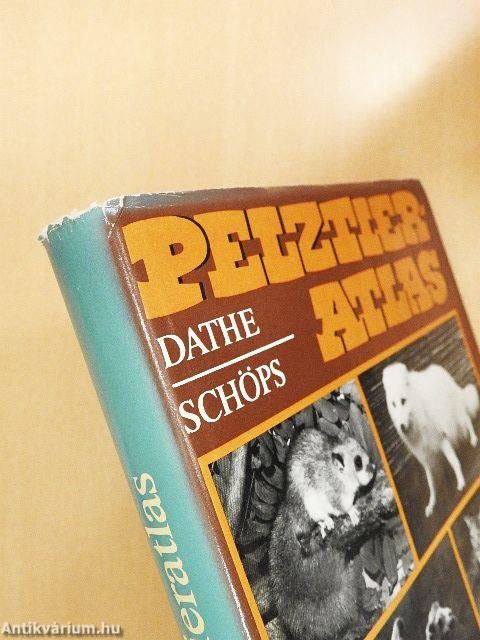 PELZTIER-
ATLAS
DATHE
SCHÖPS
eratlas
Antikvárium.hu